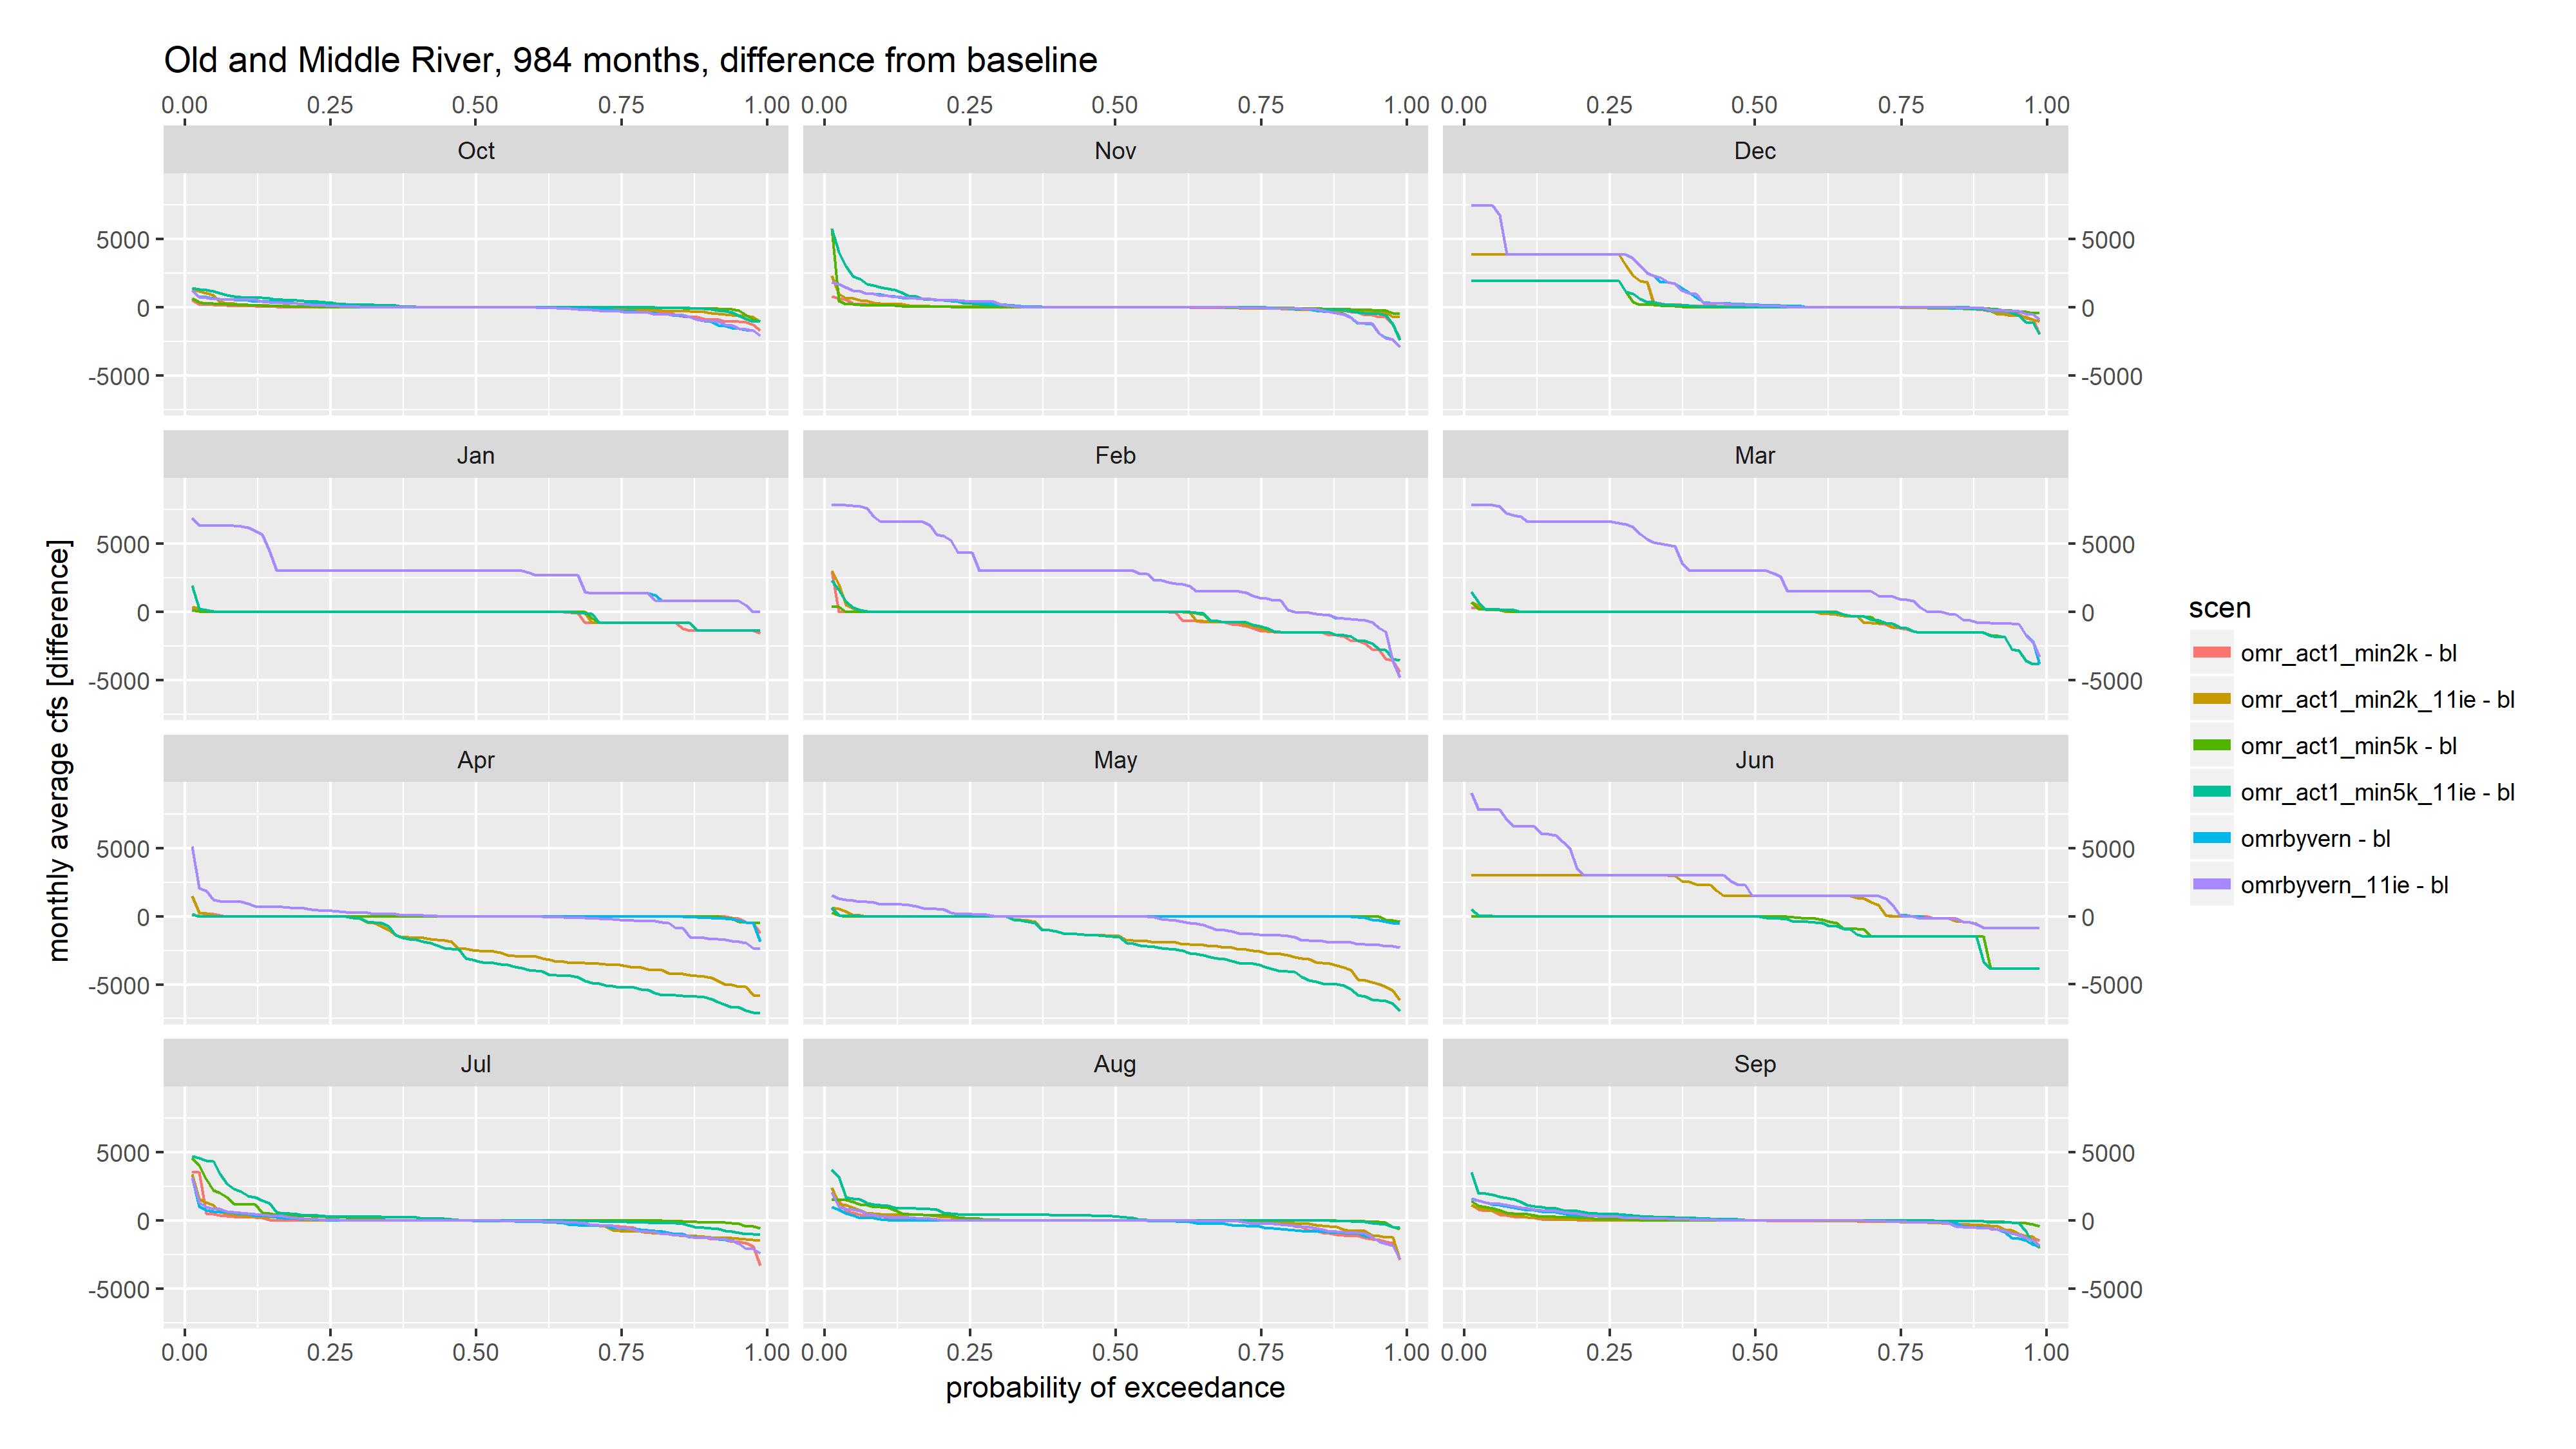 Old and Middle River, 984 months, difference from baseline
0.00 0.25 0.50 0.75 1.00 0.00 0.25 0.50 0.75 1.00 0.00 0.25 0.50 0.75 1.00
Oct Nov Dec
5000 5000
0 0
-5000 -5000
Jan Feb Mar
5000 5000
0 0
-5000 -5000
Apr May Jun
5000 5000
0 0
-5000 -5000
Jul Aug Sep
5000 5000
0 0
-5000 -5000
0.00 0.25 0.50 0.75 1.00 0.00 0.25 0.50 0.75 1.00 0.00 0.25 0.50 0.75 1.00
probability of exceedance
monthly average cfs [difference]
scen
omr_act1_min2k - bl
omr_act1_min2k_11ie - bl
omr_act1_min5k - bl
omr_act1_min5k_11ie - bl
omrbyvern - bl
omrbyvern_11ie - bl